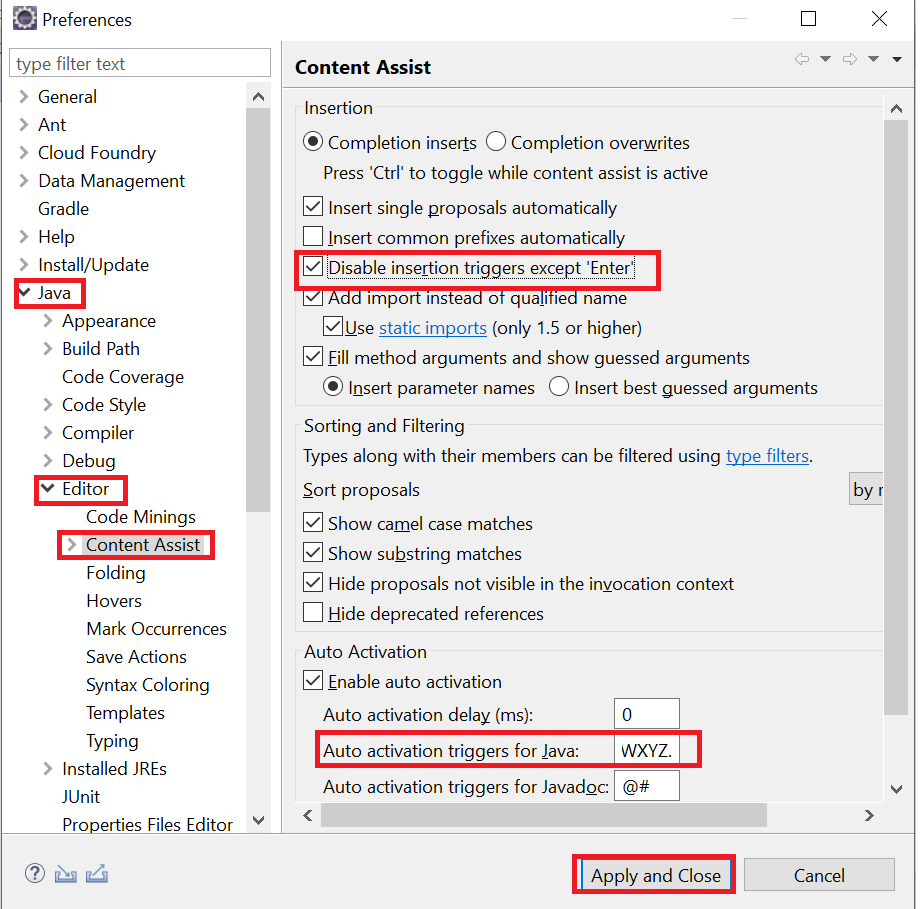 Preferences
type filter text
General
Ant
Cloud Foundry
Data Management
Gradle
Help
Install/Update
Java
Appearance
Build Path
Code Coverage
Code Style
Compiler
Debug
Editor
Code Minings
Content Assist
Folding
Hovers
Mark Occurrences
Save Actions
Syntax Coloring
Templates
Typing
Installed JREs
JUnit
Properties Files Editor
Content Assist
Insertion
Completion inserts Completion overwrites
Press 'Ctrl' to toggle while content assist is active
Insert single proposals automatically
Insert common prefixes automatically
Disable insertion triggers except 'Enter'
Add import instead of qualified name
Use static imports (only 1.5 or higher)
Fill method arguments and show guessed arguments
Insert parameter names Insert best guessed arguments
Sorting and Filtering
Types along with their members can be filtered using type filters.
Sort proposals by
Show camel case matches
Show substring matches
Hide proposals not visible in the invocation context
Hide deprecated references
Auto Activation
Enable auto activation
Auto activation delay (ms): 0
Auto activation triggers for Java: WXYZ.
Auto activation triggers for Javadoc: @#
? Apply and Close Cancel